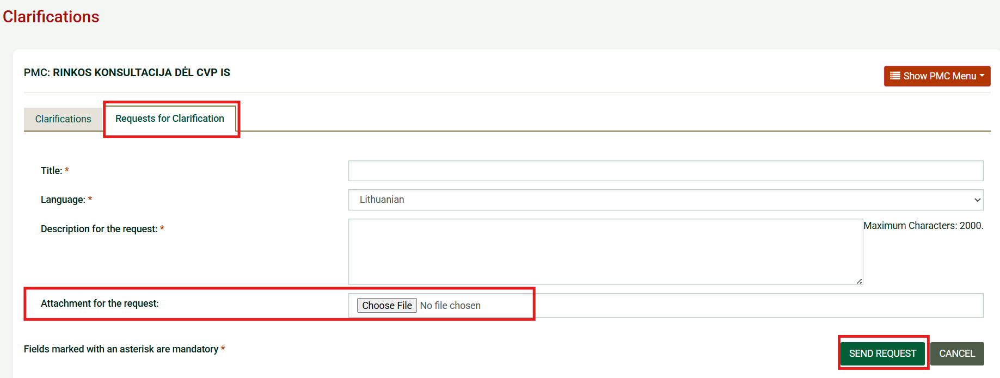 Clarifications
PMC: RINKOS KONSULTACIJA DĖL CVP IS
Show PMC Menu
Clarifications
Requests for Clarification
Title: *
Language: *
Lithuanian
Description for the request: *
Maximum Characters: 2000.
Attachment for the request:
Choose File No file chosen
Fields marked with an asterisk are mandatory *
SEND REQUEST
CANCEL